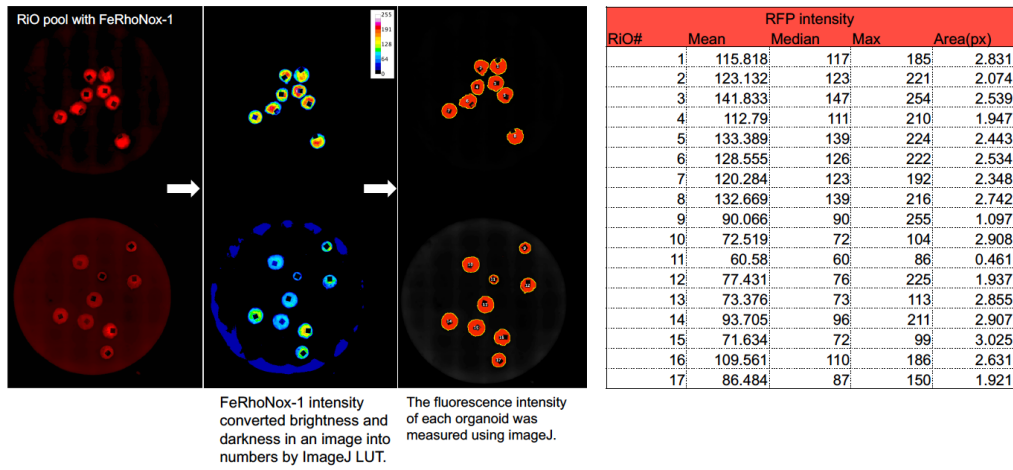 RiO pool with FeRhoNox-1
255
191
128
64
0
FeRhoNox-1 intensity
converted brightness and
darkness in an image into
numbers by ImageJ LUT.
The fluorescence intensity
of each organoid was
measured using imageJ.
RFP intensity
RiO# Mean Median Max Area(px)
1 115.818 117 185 2.831
2 123.132 123 221 2.074
3 141.833 147 254 2.539
4 112.79 111 210 1.947
5 133.389 139 224 2.443
6 128.555 126 222 2.534
7 120.284 123 192 2.348
8 132.669 139 216 2.742
9 90.066 90 255 1.097
10 72.519 72 104 2.908
11 60.58 60 86 0.461
12 77.431 76 225 1.937
13 73.376 73 113 2.855
14 93.705 96 211 2.907
15 71.634 72 99 3.025
16 109.561 110 186 2.631
17 86.484 87 150 1.921